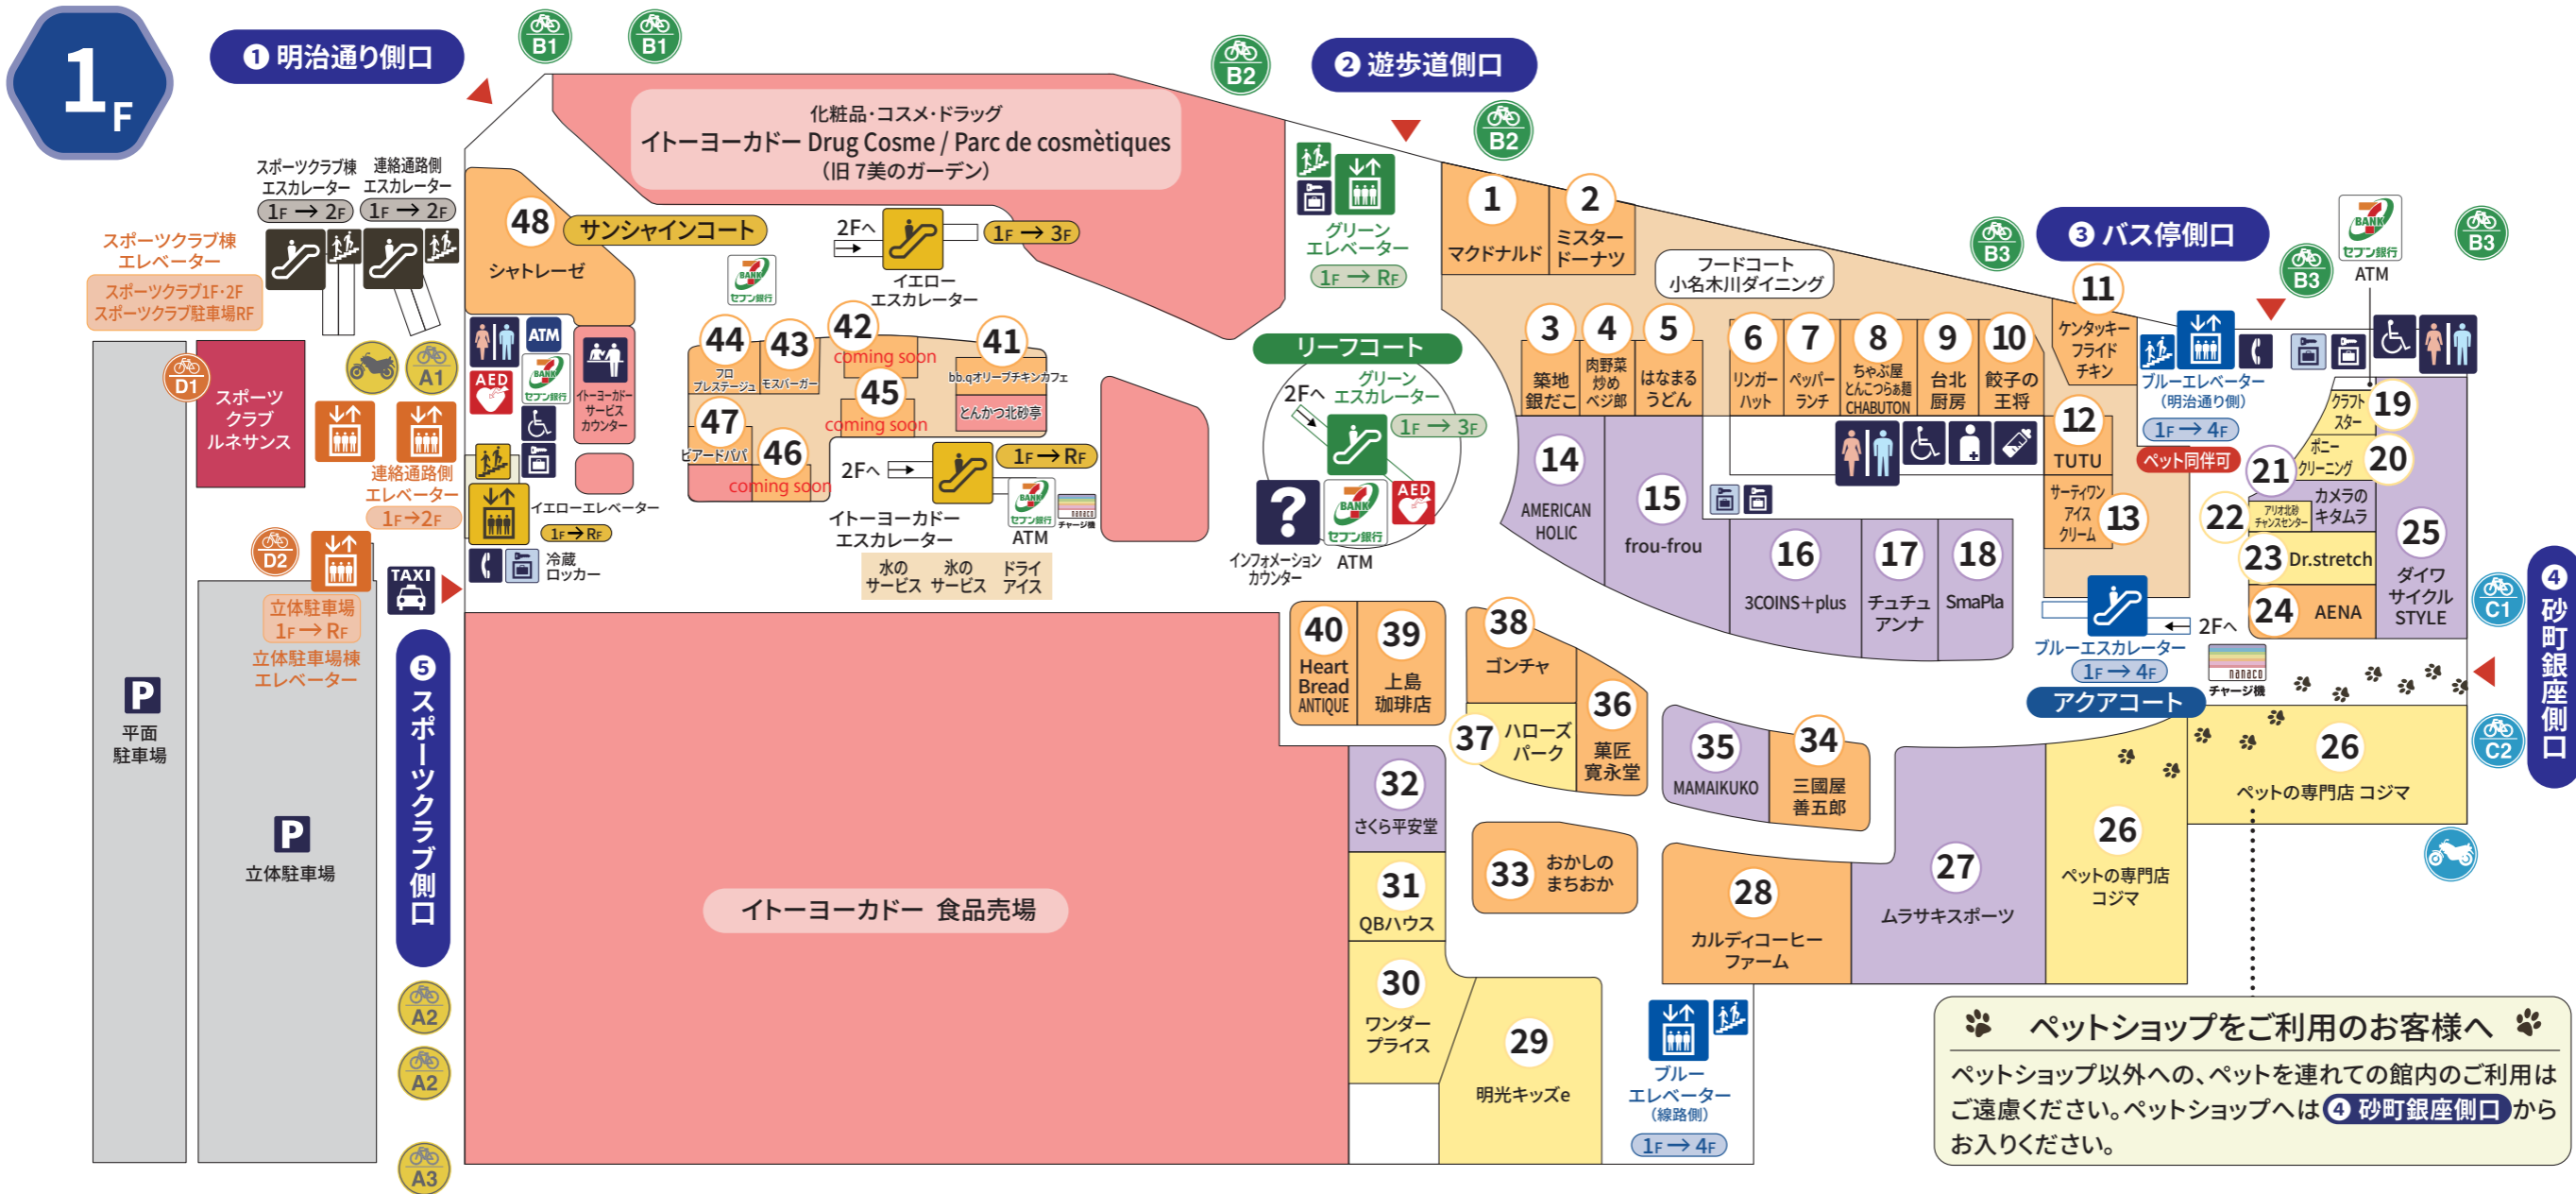 1F
❶ 明治通り側口
B1
B1
B2
❷ 遊歩道側口
B2
B3
❸ バス停側口
B3
B3
BANK
セブン銀行
ATM
化粧品・コスメ・ドラッグ
イトーヨーカドー Drug Cosme / Parc de cosmètiques
（旧 7美のガーデン）
スポーツクラブ棟
エスカレーター
1F → 2F
連絡通路側
エスカレーター
1F → 2F
スポーツクラブ棟
エレベーター
スポーツクラブ1F・2F
スポーツクラブ駐車場RF
48
シャトレーゼ
サンシャインコート
BANK
セブン銀行
2Fへ
1F → 3F
イエロー
エスカレーター
グリーン
エレベーター
1F → RF
1
マクドナルド
2
ミスター
ドーナツ
フードコート
小名木川ダイニング
3
築地
銀だこ
4
肉野菜
炒め
ベジ郎
5
はなまる
うどん
6
リンガー
ハット
7
ペッパー
ランチ
8
ちゃぶ屋
とんこつらぁ麺
CHABUTON
9
台北
厨房
10
餃子の
王将
11
ケンタッキー
フライド
チキン
ブルーエレベーター
（明治通り側）
1F → 4F
ペット同伴可
12
TUTU
13
サーティワン
アイス
クリーム
19
クラフト
スター
20
ポニー
クリーニング
21
カメラの
キタムラ
22
アリオ北砂
チャンスセンター
23
Dr.stretch
24
AENA
25
ダイワ
サイクル
STYLE
D1
スポーツ
クラブ
ルネサンス
A1
連絡通路側
エレベーター
1F→2F
ATM
AED
BANK
セブン銀行
イトーヨーカドー
サービス
カウンター
イエローエレベーター
1F→RF
冷蔵
ロッカー
44
フロ
プレステージュ
43
モスバーガー
42
coming soon
41
bb.qオリーブチキンカフェ
とんかつ北砂亭
45
coming soon
47
ビアードパパ
46
coming soon
2Fへ
1F → RF
イトーヨーカドー
エスカレーター
BANK
セブン銀行
ATM
nanaco
チャージ機
水の
サービス
氷の
サービス
ドライ
アイス
リーフコート
グリーン
エスカレーター
2Fへ
1F → 3F
?
インフォメーション
カウンター
BANK
セブン銀行
ATM
AED
14
AMERICAN
HOLIC
15
frou-frou
16
3COINS＋plus
17
チュチュ
アンナ
18
SmaPla
2Fへ
ブルーエスカレーター
1F → 4F
アクアコート
nanaco
チャージ機
C1
C2
❹ 砂町銀座側口
D2
立体駐車場
1F → RF
立体駐車場棟
エレベーター
TAXI
❺ スポーツクラブ側口
P
平面
駐車場
P
立体駐車場
A2
A2
A3
イトーヨーカドー 食品売場
40
Heart
Bread
ANTIQUE
39
上島
珈琲店
38
ゴンチャ
37
ハローズ
パーク
36
菓匠
寛永堂
35
MAMAIKUKO
34
三國屋
善五郎
32
さくら平安堂
33
おかしの
まちおか
31
QBハウス
30
ワンダー
プライス
29
明光キッズe
28
カルディコーヒー
ファーム
27
ムラサキスポーツ
26
ペットの専門店
コジマ
26
ペットの専門店 コジマ
ブルー
エレベーター
（線路側）
1F → 4F
ペットショップをご利用のお客様へ
ペットショップ以外への、ペットを連れての館内のご利用は
ご遠慮ください。ペットショップへは ❹ 砂町銀座側口 から
お入りください。